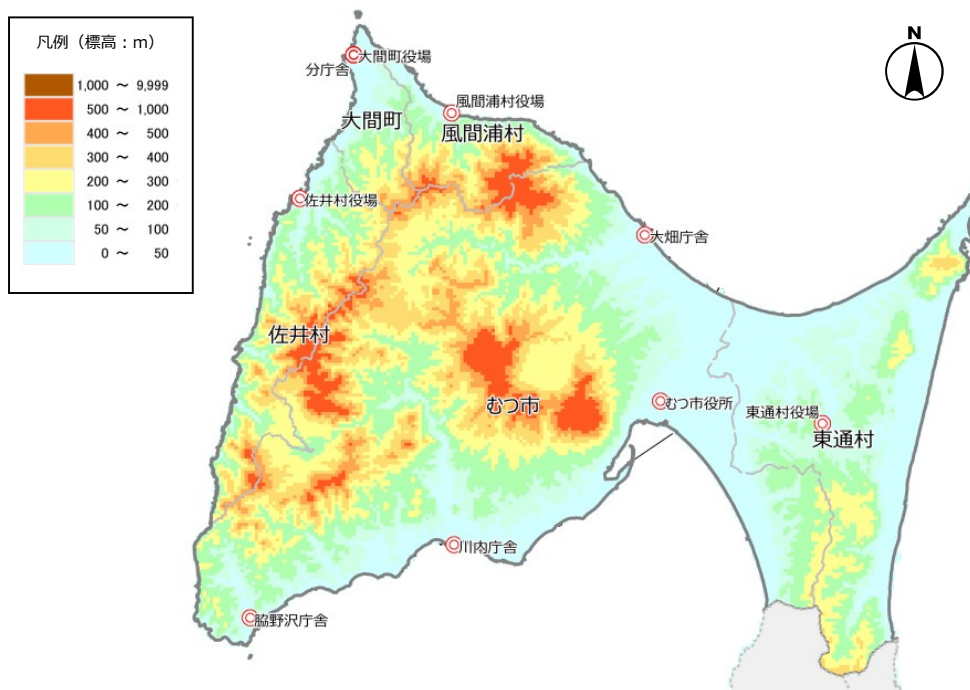 凡例（標高：m）
1,000 ～ 9,999
500 ～ 1,000
400 ～ 500
300 ～ 400
200 ～ 300
100 ～ 200
50 ～ 100
0 ～ 50
N
大間町役場
分庁舎
風間浦村役場
大間町
風間浦村
佐井村役場
大畑庁舎
佐井村
むつ市
むつ市役所
東通村役場
東通村
川内庁舎
脇野沢庁舎